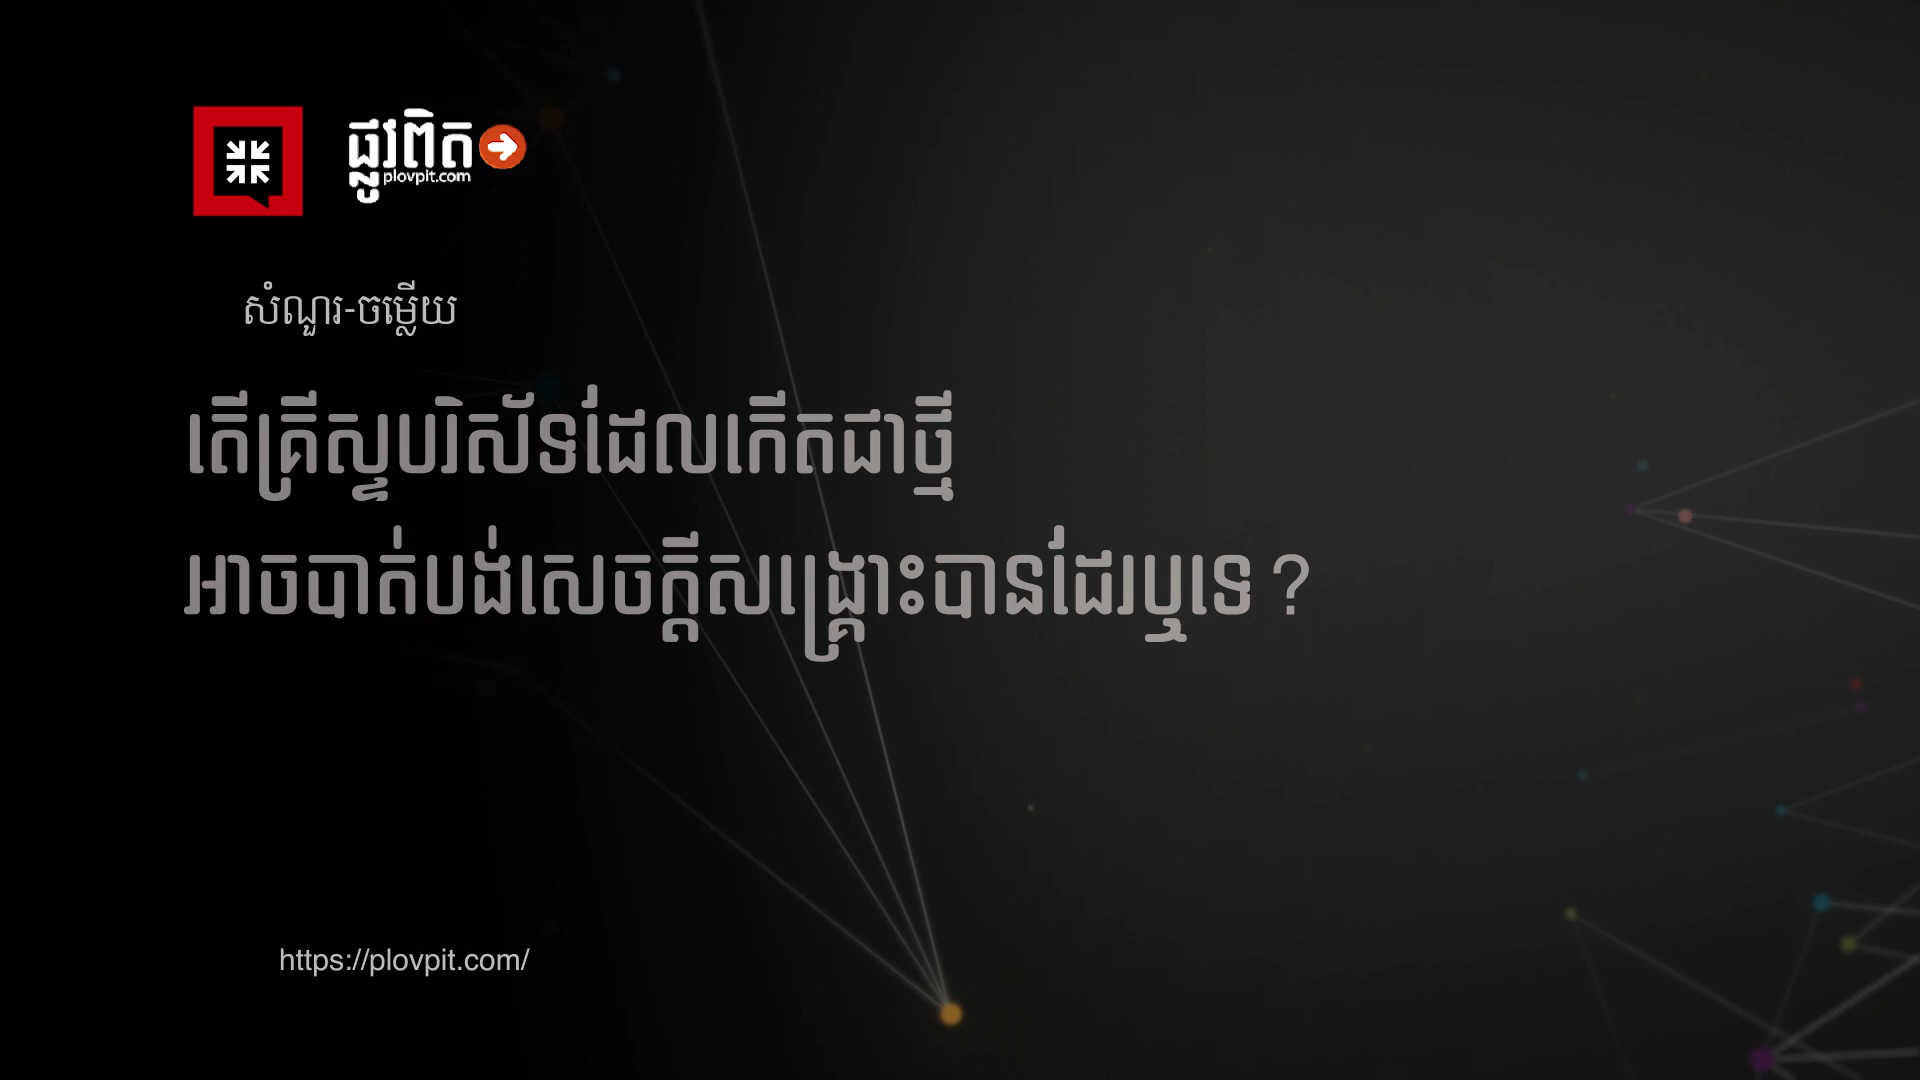 ផ្លូវពិត
plovpit.com
សំណួរ-ចម្លើយ
តើគ្រីស្ទបរិស័ទដែលកើតជាថ្មី
អាចបាត់បង់សេចក្ដីសង្គ្រោះបានដែរឬទេ?
https://plovpit.com/